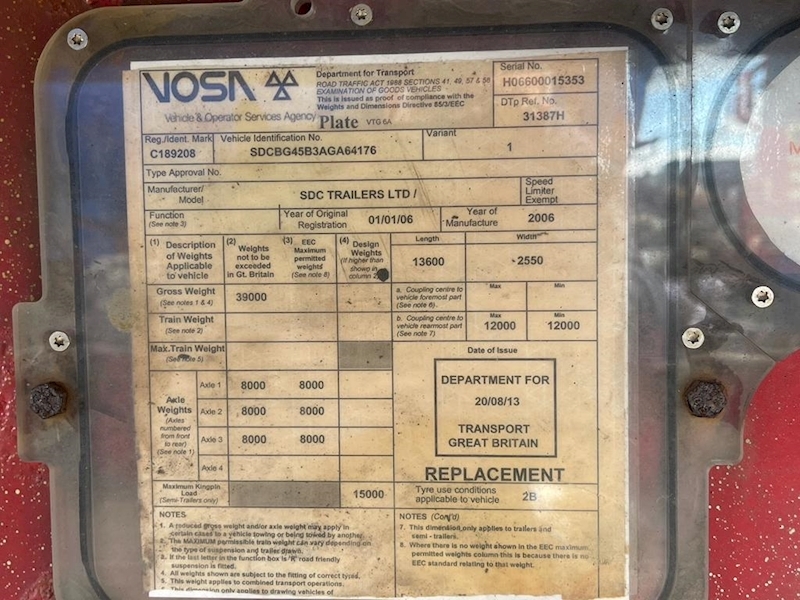 VOSA
Vehicle & Operator Services Agency
Department for Transport
ROAD TRAFFIC ACT 1988 SECTIONS 41, 49, 57 & 58
EXAMINATION OF GOODS VEHICLES
This is issued as proof of compliance with the
Weights and Dimensions Directive 85/3/EEC
Plate VTG 6A
Serial No.
H06600015353
DTp Ref. No.
31387H
Reg./Ident. Mark
C189208
Vehicle Identification No.
SDCBG45B3AGA64176
Variant
1
Type Approval No.
Manufacturer/
Model
SDC TRAILERS LTD /
Speed
Limiter
Exempt
Function
(See note 3)
Year of Original
Registration
01/01/06
Year of
Manufacture
2006
(1) Description
of Weights
Applicable
to vehicle
(2) Weights
not to be
exceeded
in Gt. Britain
(3) EEC
Maximum
permitted
weights
(See note 8)
(4) Design
Weights
(If higher than
shown in
column 2)
Length
13600
Width
2550
Gross Weight
(See notes 1 & 4)
39000
a. Coupling centre to
vehicle foremost part
(See note 6)
Max
Min
Train Weight
(See note 2)
b. Coupling centre to
vehicle rearmost part
(See note 7)
Max
12000
Min
12000
Max. Train Weight
(See note 5)
Axle
Weights
(Axles
numbered
from front
to rear)
(See note 1)
Axle 1 8000 8000
Axle 2 8000 8000
Axle 3 8000 8000
Axle 4
Maximum Kingpin
Load
(Semi-Trailers only)
15000
Date of Issue
DEPARTMENT FOR
20/08/13
TRANSPORT
GREAT BRITAIN
REPLACEMENT
Tyre use conditions
applicable to vehicle
2B
NOTES
1. A reduced gross weight and/or axle weight may apply in
certain cases to a vehicle towing or being towed by another.
2. The MAXIMUM permissible train weight can vary depending on
the type of suspension and trailer drawn.
3. If the last letter in the function box is 'R' road friendly
suspension is fitted.
4. All weights shown are subject to the fitting of correct tyres.
5. This weight applies to combined transport operations.
6. This dimension only applies to drawing vehicles of
NOTES (Cont'd)
7. This dimension only applies to trailers and
semi - trailers.
8. Where there is no weight shown in the EEC maximum
permitted weights column this is because there is no
EEC standard relating to that weight.